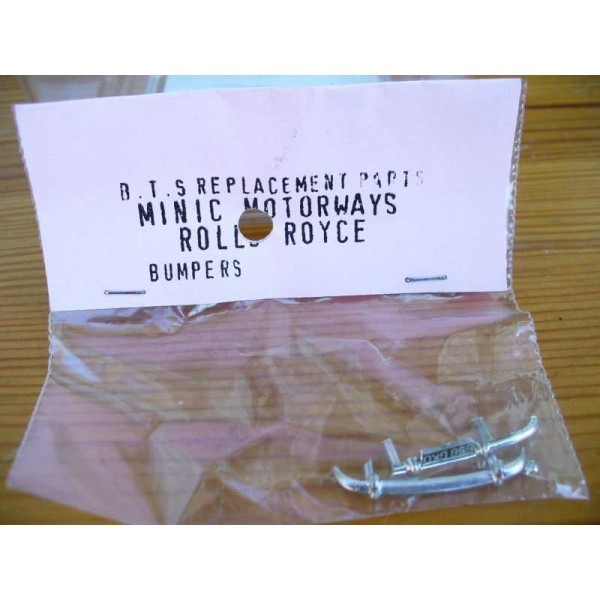 B.T.S REPLACEMENT PARTS
MINIC MOTORWAYS
ROLLS ROYCE
BUMPERS